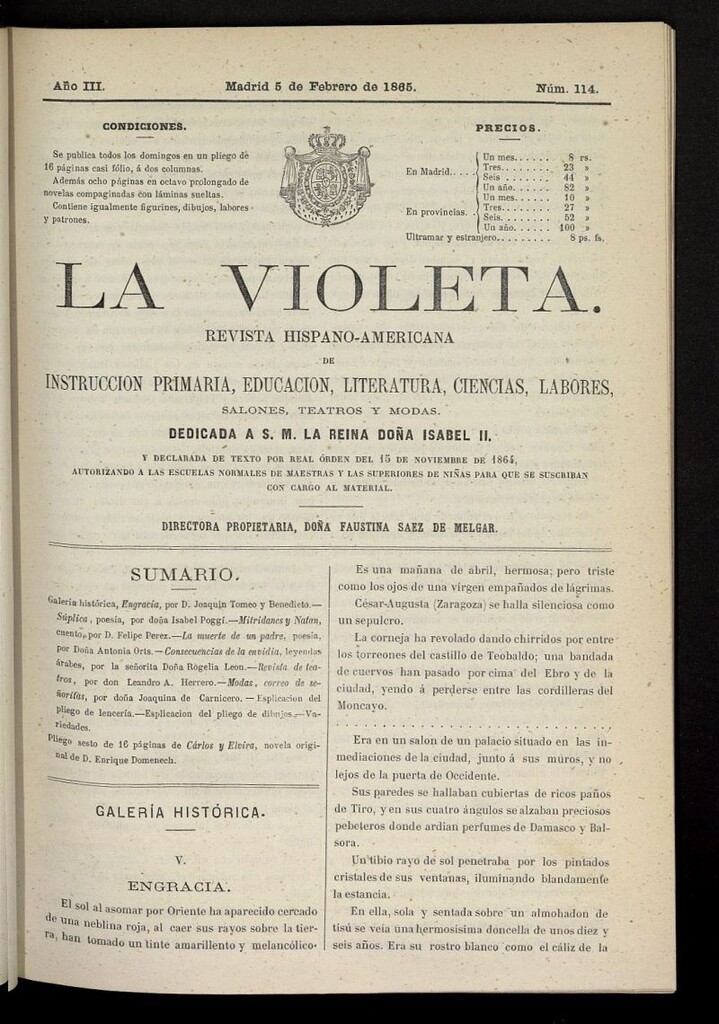 Año III.
Madrid 5 de Febrero de 1865.
Núm. 114.
CONDICIONES.
Se publica todos los domingos en un pliego de
16 páginas casi fólio, á dos columnas.
Además ocho páginas en octavo prolongado de
novelas compaginadas con láminas sueltas.
Contiene igualmente figurines, dibujos, labores
y patrones.
PRECIOS.
En Madrid....
Un mes...... 8 rs.
Tres........ 23 »
Seis ....... 44 »
Un año...... 82 »
En provincias. .
Un mes...... 10 »
Tres........ 27 »
Seis........ 52 »
Un año...... 100 »
Ultramar y estranjero......... 8 ps. fs.
LA VIOLETA.
REVISTA HISPANO-AMERICANA
DE
INSTRUCCION PRIMARIA, EDUCACION, LITERATURA, CIENCIAS, LABORES,
SALONES, TEATROS Y MODAS.
DEDICADA A S. M. LA REINA DOÑA ISABEL II.
Y DECLARADA DE TEXTO POR REAL ÓRDEN DEL 15 DE NOVIEMBRE DE 1864,
AUTORIZANDO A LAS ESCUELAS NORMALES DE MAESTRAS Y LAS SUPERIORES DE NIÑAS PARA QUE SE SUSCRIBAN
CON CARGO AL MATERIAL.
DIRECTORA PROPIETARIA, DOÑA FAUSTINA SAEZ DE MELGAR.
SUMARIO.
Galería histórica, Engracia, por D. Joaquin Tomeo y Benedicto.—
Súplica, poesía, por doña Isabel Poggi.—Mitridanes y Natan,
cuento, por D. Felipe Perez.—La muerte de un padre, poesía,
por Doña Antonia Orts.—Consecuencias de la envidia, leyendas
árabes, por la señorita Doña Rogelia Leon.—Revista de tea-
tros, por don Leandro A. Herrero.—Modas, correo de se-
ñoritas, por doña Joaquina de Carnicero.—Esplicacion del
pliego de lencería.—Esplicacion del pliego de dibujos.—Va-
riedades.
Pliego sesto de 16 páginas de Cárlos y Elvira, novela origi-
nal de D. Enrique Domenech.
GALERÍA HISTÓRICA.
V.
ENGRACIA.
El sol al asomar por Oriente ha aparecido cercado
de una neblina roja, al caer sus rayos sobre la tier-
ra, han tomado un tinte amarillento y melancólico.
Es una mañana de abril, hermosa; pero triste
como los ojos de una vírgen empañados de lágrimas.
César-Augusta (Zaragoza) se halla silenciosa como
un sepulcro.
La corneja ha revolado dando chirridos por entre
los torreones del castillo de Teobaldo; una bandada
de cuervos han pasado por cima del Ebro y de la
ciudad, yendo á perderse entre las cordilleras del
Moncayo.
. . . . . . . . . . . . . . . . . . . . . . . .
Era en un salon de un palacio situado en las in-
mediaciones de la ciudad, junto á sus muros, y no
lejos de la puerta de Occidente.
Sus paredes se hallaban cubiertas de ricos paños
de Tiro, y en sus cuatro ángulos se alzaban preciosos
pebeteros donde ardian perfumes de Damasco y Bal-
sora.
Un tibio rayo de sol penetraba por los pintados
cristales de sus ventanas, iluminando blandamente
la estancia.
En ella, sola y sentada sobre un almohadon de
tisú se veía una hermosísima doncella de unos diez y
seis años. Era su rostro blanco como el cáliz de la